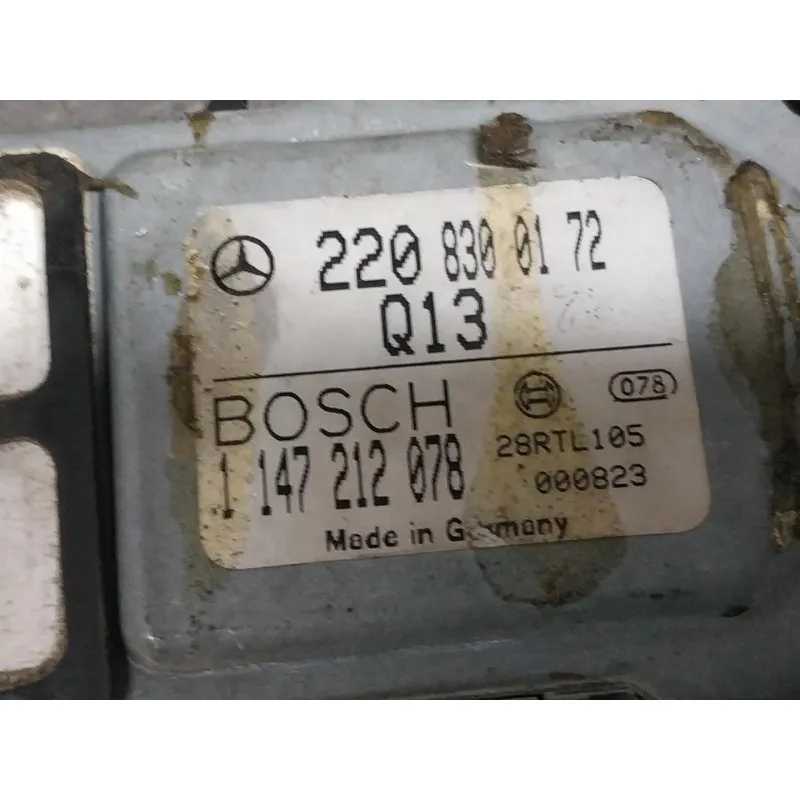 220 830 01 72
Q13
BOSCH
078
1 147 212 078
28RTL105
000823
Made in Germany